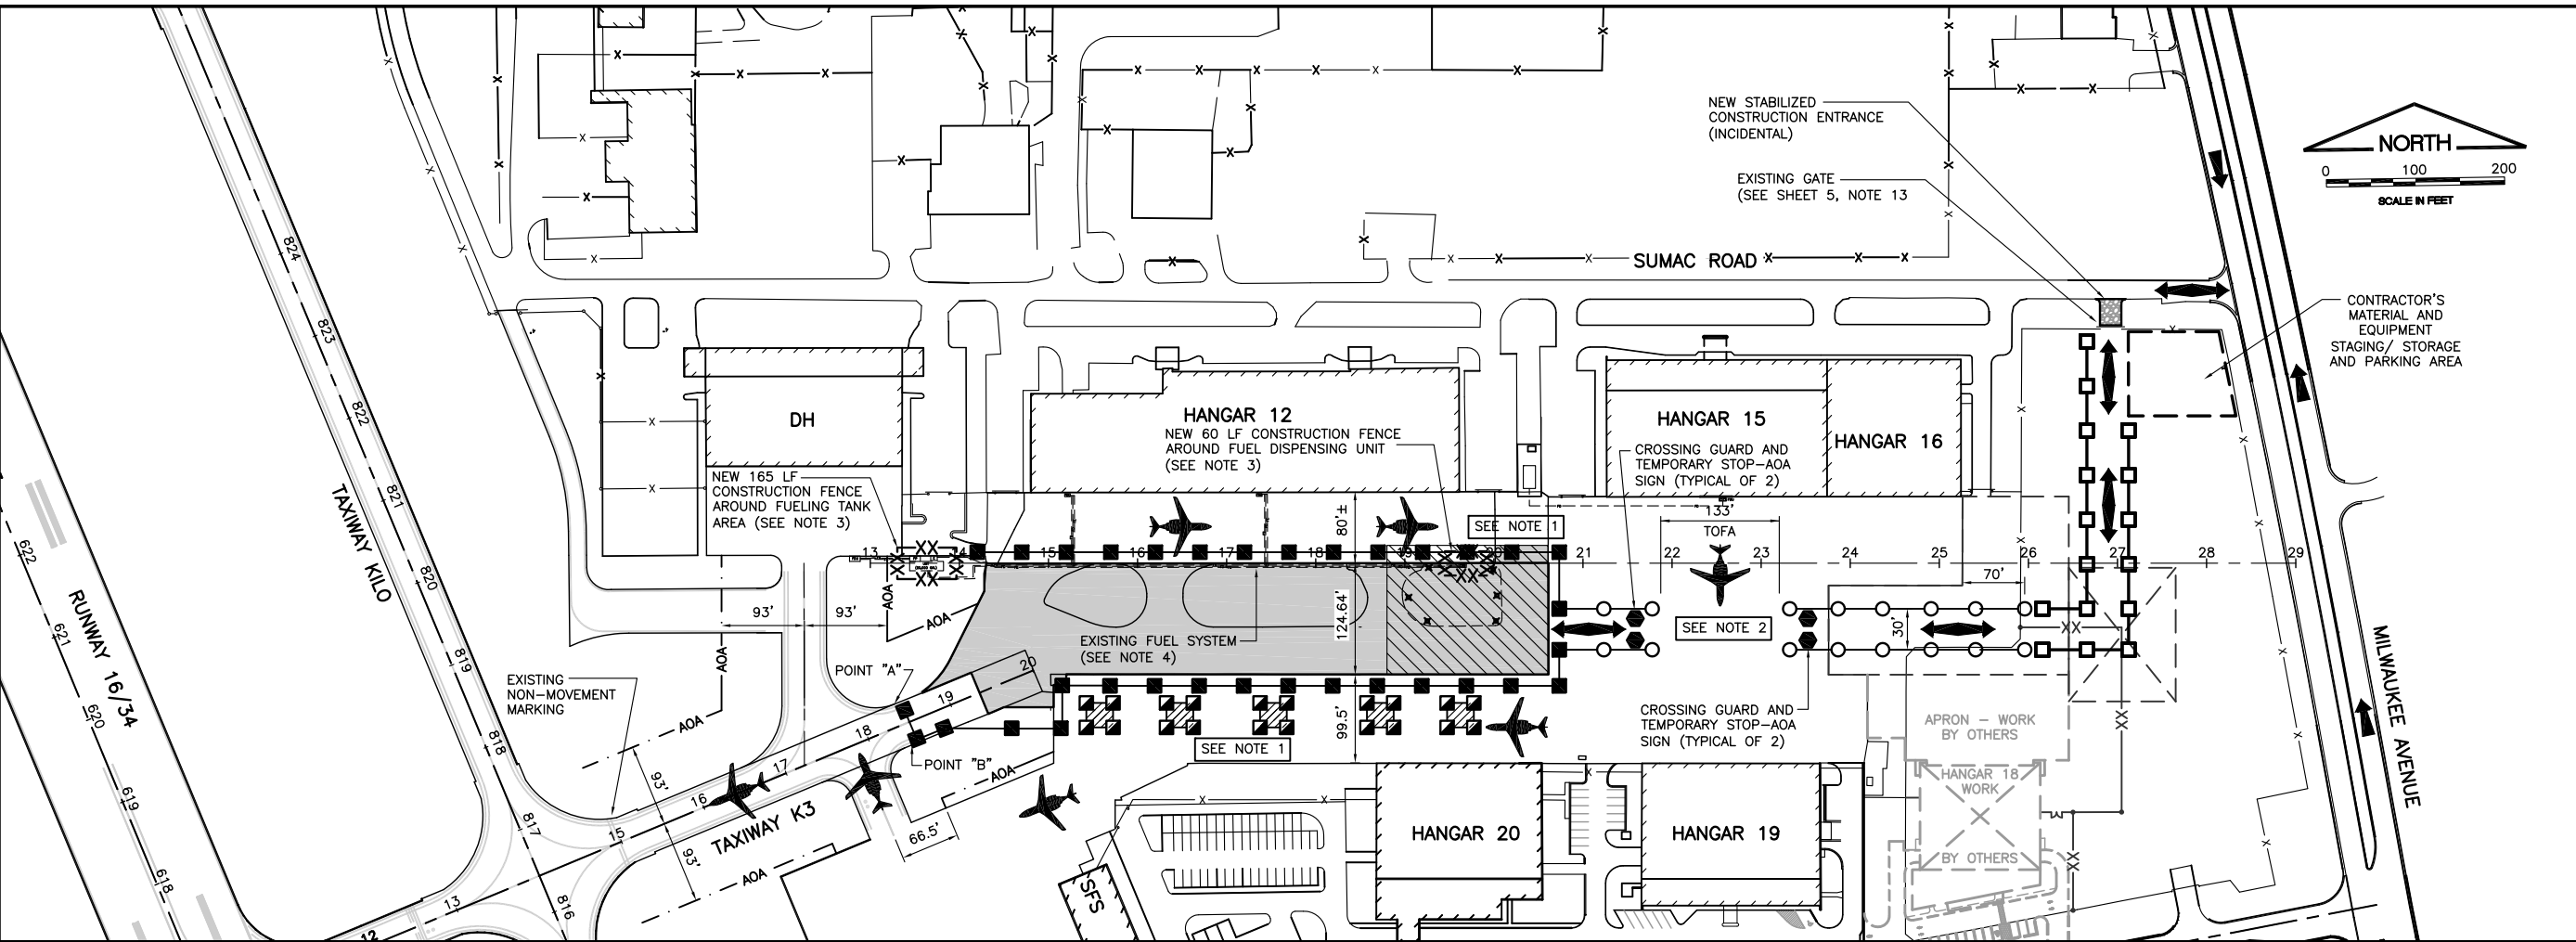 NEW STABILIZED
CONSTRUCTION ENTRANCE
(INCIDENTAL)
EXISTING GATE
(SEE SHEET 5, NOTE 13
NORTH
0 100 200
SCALE IN FEET
SUMAC ROAD
CONTRACTOR'S
MATERIAL AND
EQUIPMENT
STAGING/ STORAGE
AND PARKING AREA
824
823
822
821
820
819
818
817
816
TAXIWAY KILO
RUNWAY 16/34
622
621
620
619
618
DH
HANGAR 12
NEW 60 LF CONSTRUCTION FENCE
AROUND FUEL DISPENSING UNIT
(SEE NOTE 3)
HANGAR 15
HANGAR 16
CROSSING GUARD AND
TEMPORARY STOP-AOA
SIGN (TYPICAL OF 2)
NEW 165 LF
CONSTRUCTION FENCE
AROUND FUELING TANK
AREA (SEE NOTE 3)
80'±
SEE NOTE 1
133'
TOFA
13 14 15 16 17 18 19 20 21 22 23 24 25 26 27 28 29
70'
93' 93'
AOA
AOA
AOA
124.64'
EXISTING FUEL SYSTEM
(SEE NOTE 4)
SEE NOTE 2
30'
POINT "A"
20
19
18
17
16
15
13
12
EXISTING
NON-MOVEMENT
MARKING
AOA
93'
93'
TAXIWAY K3
AOA
POINT "B"
AOA
66.5'
SEE NOTE 1
99.5'
CROSSING GUARD AND
TEMPORARY STOP-AOA
SIGN (TYPICAL OF 2)
APRON - WORK
BY OTHERS
HANGAR 18
WORK
BY OTHERS
MILWAUKEE AVENUE
HANGAR 20
HANGAR 19
SFS